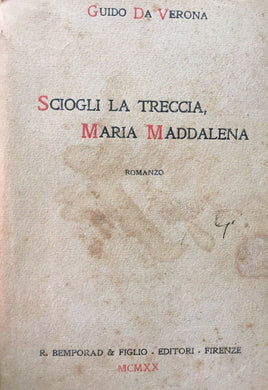 GUIDO DA VERONA
SCIOGLI LA TRECCIA,
MARIA MADDALENA
ROMANZO
R. BEMPORAD & FIGLIO - EDITORI - FIRENZE
MCMXX